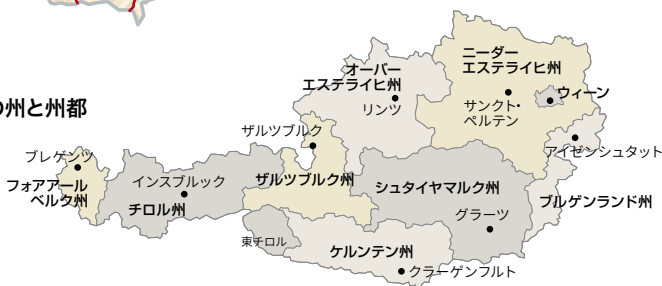 の州と州都
ニーダー
エステライヒ州
オーバー
エステライヒ州
ウィーン
リンツ
サンクト・
ペルテン
ザルツブルク
アイゼンシュタット
ブレゲンツ
フォアアール
ベルク州
インスブルック
ザルツブルク州
シュタイヤマルク州
チロル州
ブルゲンランド州
グラーツ
東チロル
ケルンテン州
クラーゲンフルト